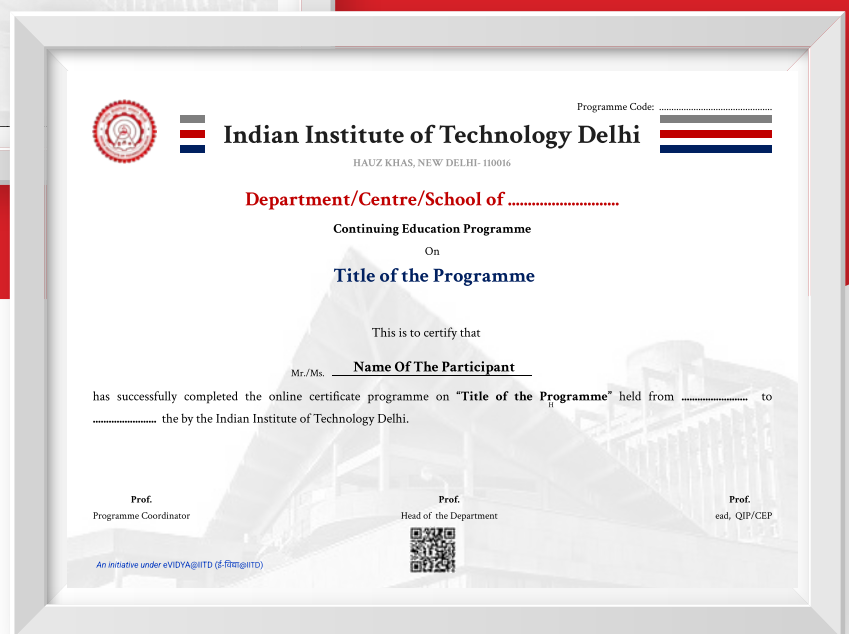 Programme Code: ..............................................
Indian Institute of Technology Delhi
HAUZ KHAS, NEW DELHI- 110016
Department/Centre/School of ............................
Continuing Education Programme
On
Title of the Programme
This is to certify that
Mr./Ms. Name Of The Participant
has successfully completed the online certificate programme on “Title of the Programme” held from ........................ to
H
....................... the by the Indian Institute of Technology Delhi.
Prof. Prof. Prof.
Programme Coordinator Head of the Department ead, QIP/CEP
An initiative under eVIDYA@IITD (ई-विद्या@IITD)